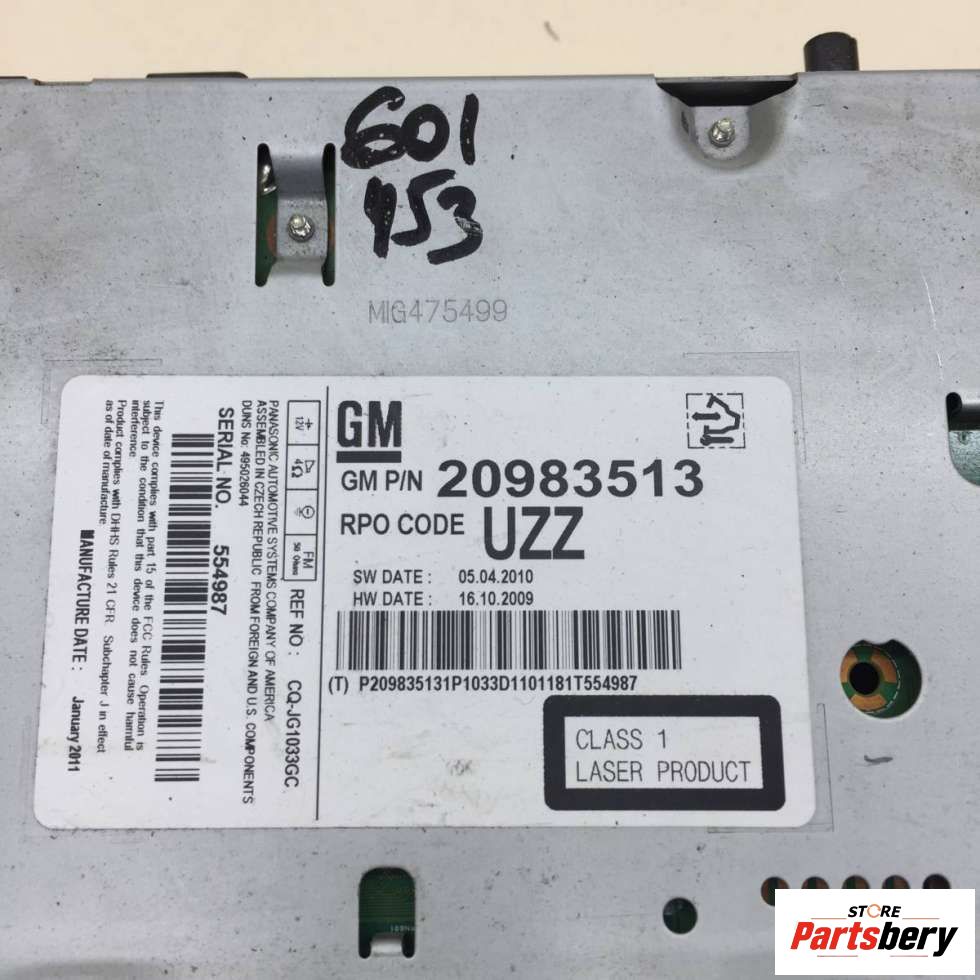 601
453
MIG475499
GM
GM P/N 20983513
RPO CODE UZZ
SW DATE : 05.04.2010
HW DATE : 16.10.2009
(T) P209835131P1033D1101181T554987
CLASS 1
LASER PRODUCT
12V
4Ω
FM
50 Ohms
REF NO : CQ-JG1033GC
PANASONIC AUTOMOTIVE SYSTEMS COMPANY OF AMERICA
ASSEMBLED IN CZECH REPUBLIC FROM FOREIGN AND U.S. COMPONENTS
DUNS No: 495026044
SERIAL NO. 554987
This device complies with part 15 of the FCC Rules Operation is
subject to the condition that this device does not cause harmful
interference.
Product complies with DHHS Rules 21 CFR Subchapter J in effect
as of date of manufacture.
MANUFACTURE DATE : January 2011
STORE
Partsbery